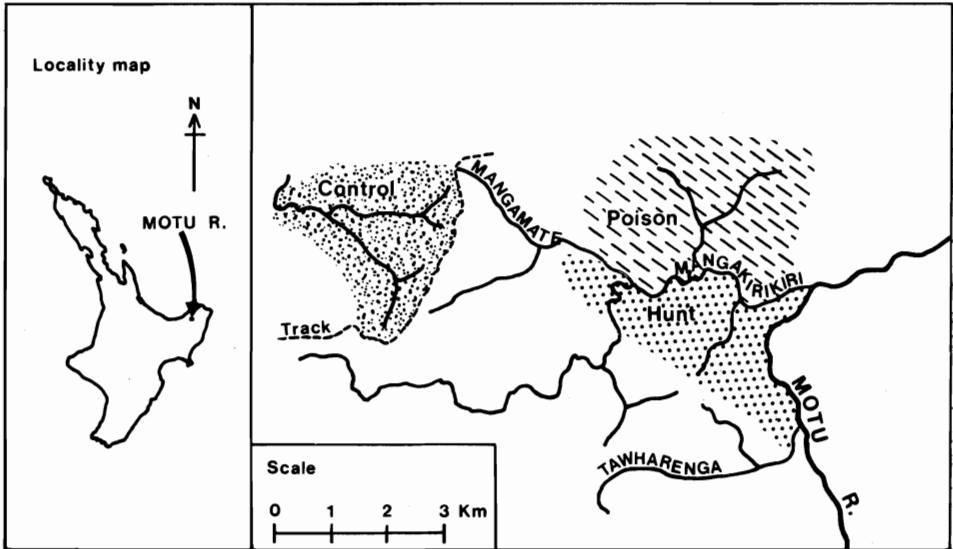 Locality map
N
MOTU R.
Control
MANGAMATE
Poison
MANGAKIRIKIRI
Hunt
Track
MOTU R.
TAWHARENGA
Scale
0 1 2 3 Km